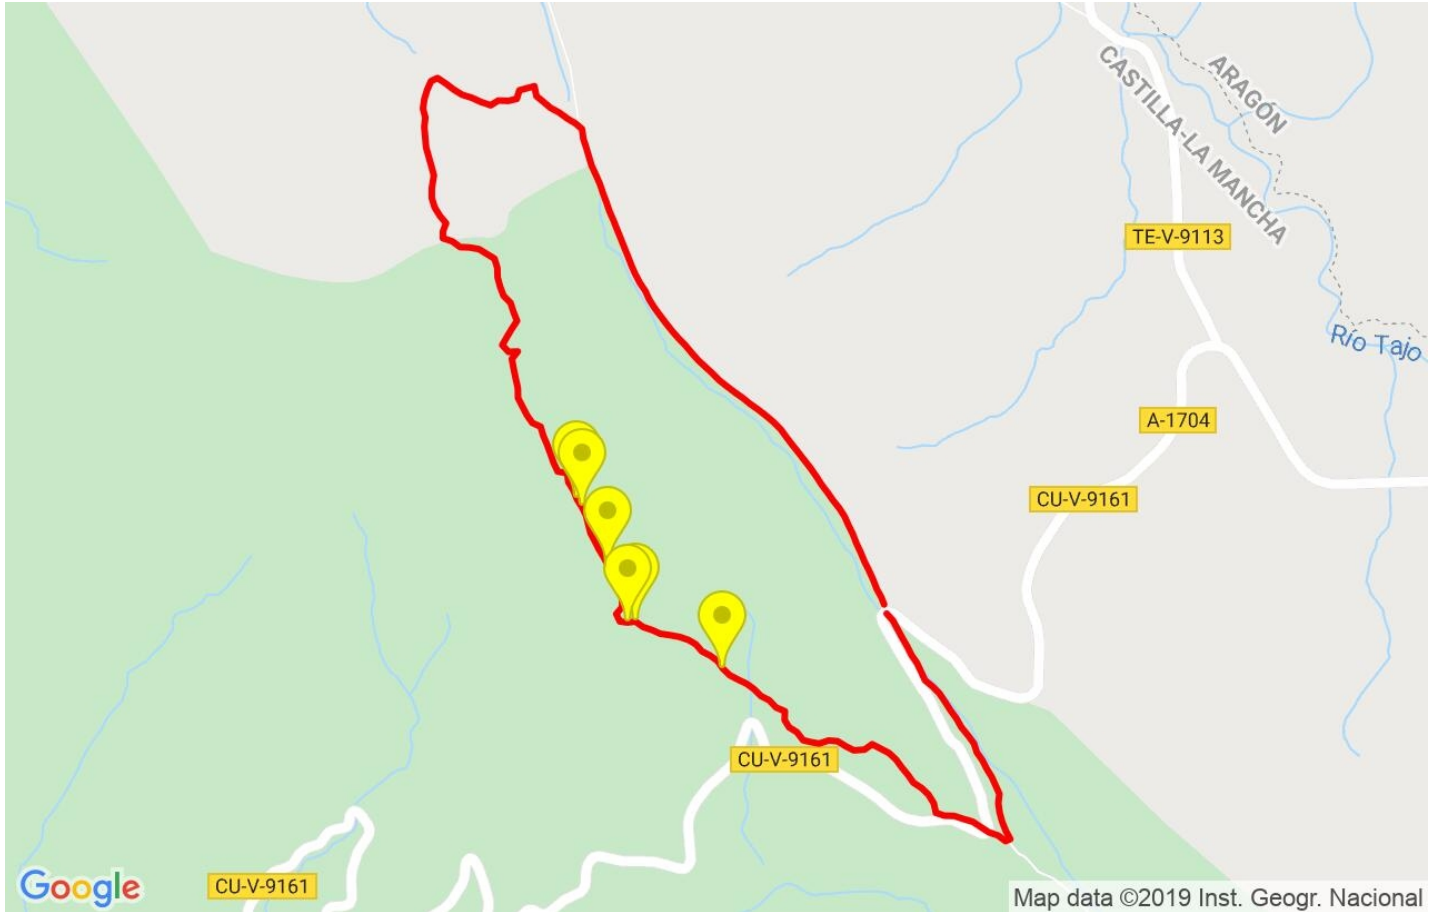 ARAGÓN
CASTILLA-LA MANCHA
TE-V-9113
Río Tajo
A-1704
CU-V-9161
CU-V-9161
CU-V-9161
Google
Map data ©2019 Inst. Geogr. Nacional